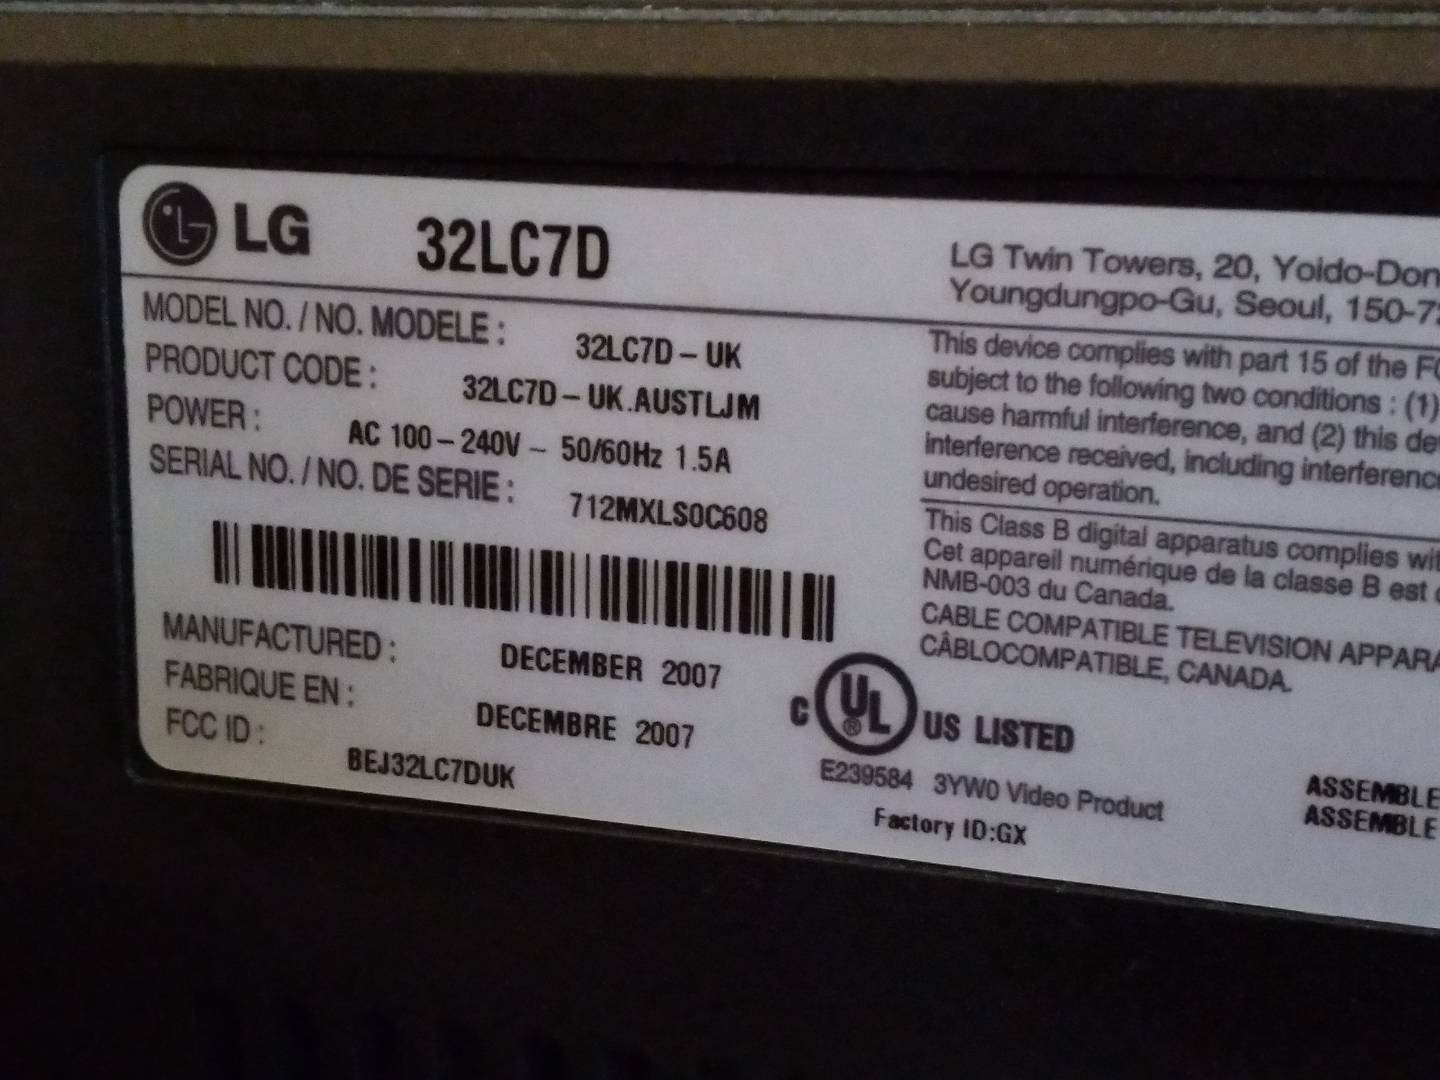 LG 32LC7D
MODEL NO. / NO. MODELE : 32LC7D - UK
PRODUCT CODE : 32LC7D - UK.AUSTLJM
POWER : AC 100 - 240V ~ 50/60Hz 1.5A
SERIAL NO. / NO. DE SERIE : 712MXLS0C608
MANUFACTURED : DECEMBER 2007
FABRIQUE EN : DECEMBRE 2007
FCC ID : BEJ32LC7DUK
LG Twin Towers, 20, Yoido-Don
Youngdungpo-Gu, Seoul, 150-7
This device complies with part 15 of the FC
subject to the following two conditions : (1)
cause harmful interference, and (2) this de
interference received, including interference
undesired operation.
This Class B digital apparatus complies wit
Cet appareil numérique de la classe B est
NMB-003 du Canada.
CABLE COMPATIBLE TELEVISION APPARA
CÂBLOCOMPATIBLE, CANADA.
C UL ® US LISTED
E239584 3YW0 Video Product
Factory ID:GX
ASSEMBLE
ASSEMBLE